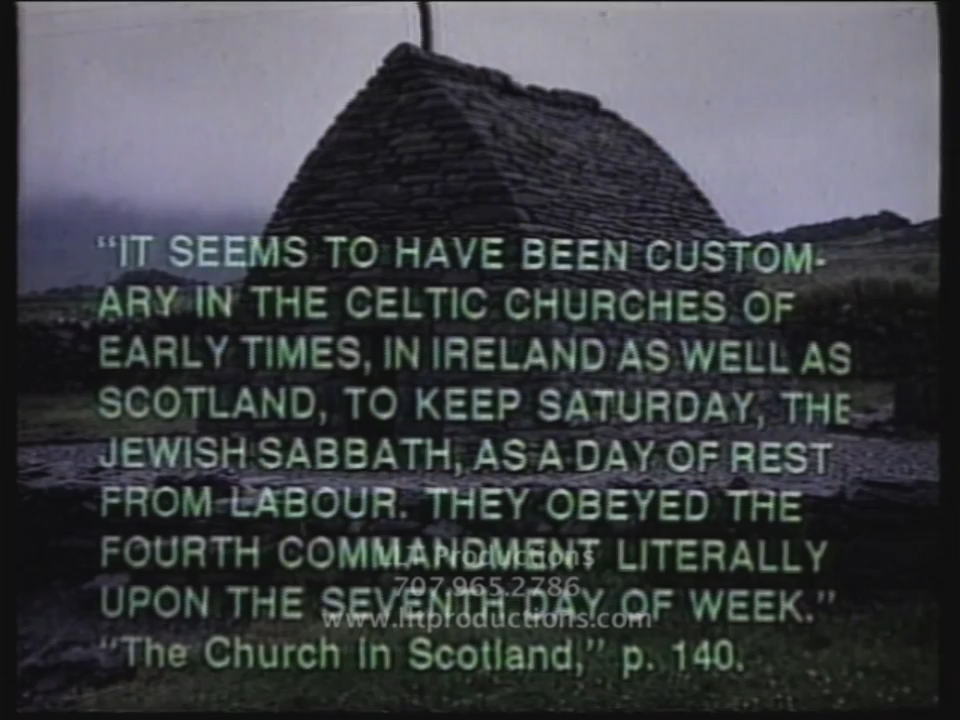 “IT SEEMS TO HAVE BEEN CUSTOM-
ARY IN THE CELTIC CHURCHES OF
EARLY TIMES, IN IRELAND AS WELL AS
SCOTLAND, TO KEEP SATURDAY, THE
JEWISH SABBATH, AS A DAY OF REST
FROM LABOUR. THEY OBEYED THE
FOURTH COMMANDMENT LITERALLY
LLT Productions
707.965.2786
UPON THE SEVENTH DAY OF WEEK.”
www.lltproductions.com
“The Church in Scotland,” p. 140.